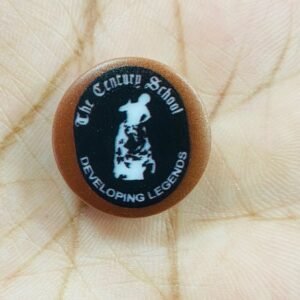 The Century School
DEVELOPING LEGENDS